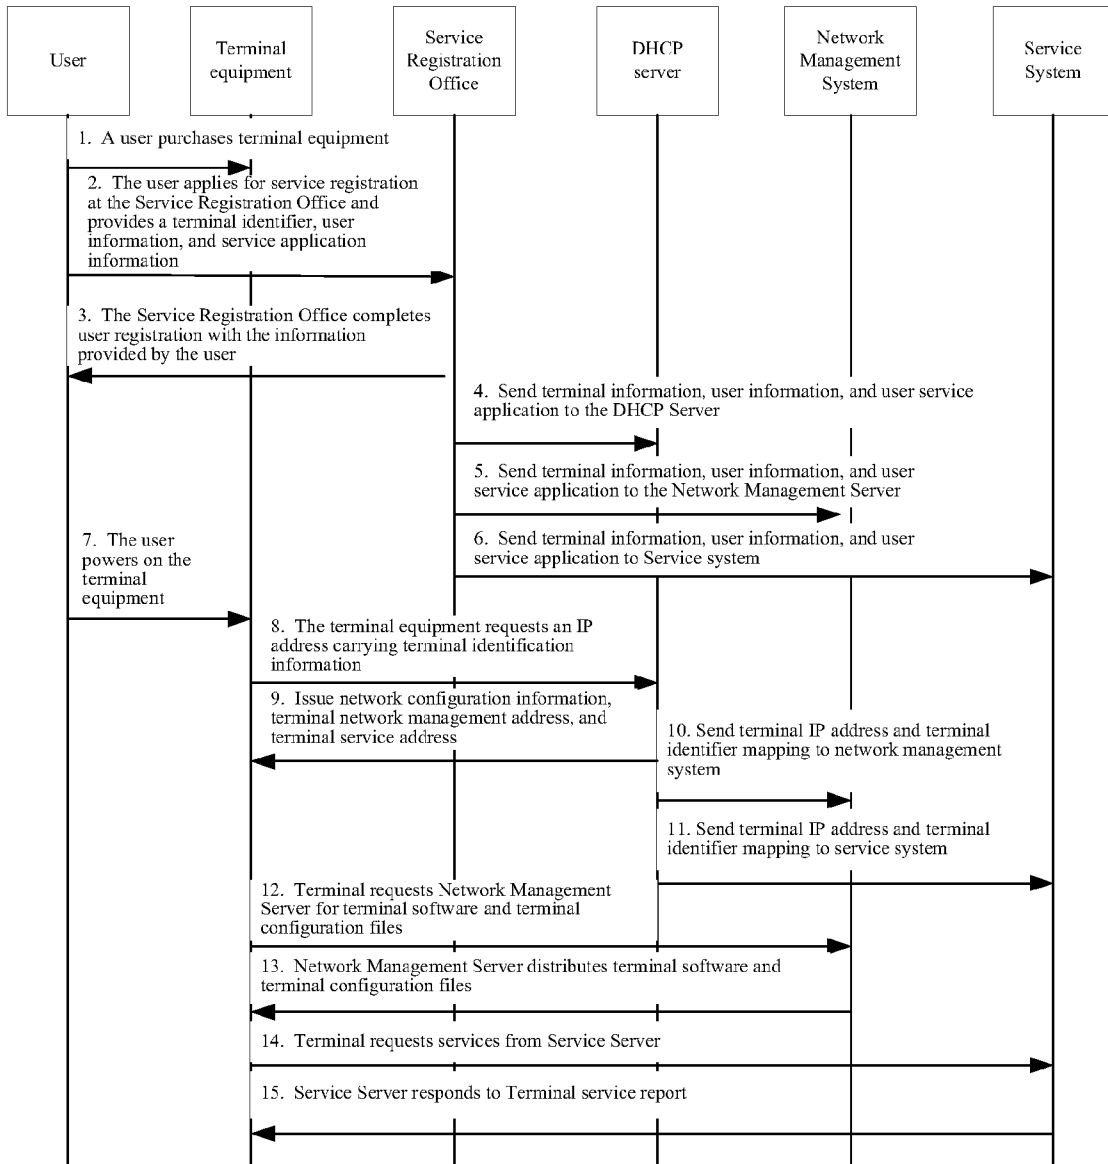 User
Terminal
equipment
Service
Registration
Office
DHCP
server
Network
Management
System
Service
System
1. A user purchases terminal equipment
2. The user applies for service registration
at the Service Registration Office and
provides a terminal identifier, user
information, and service application
information
3. The Service Registration Office completes
user registration with the information
provided by the user
4. Send terminal information, user information, and user service
application to the DHCP Server
5. Send terminal information, user information, and user
service application to the Network Management Server
6. Send terminal information, user information, and user
service application to Service system
7. The user
powers on the
terminal
equipment
8. The terminal equipment requests an IP
address carrying terminal identification
information
9. Issue network configuration information,
terminal network management address, and
terminal service address
10. Send terminal IP address and terminal
identifier mapping to network management
system
11. Send terminal IP address and terminal
identifier mapping to service system
12. Terminal requests Network Management
Server for terminal software and terminal
configuration files
13. Network Management Server distributes terminal software and
terminal configuration files
14. Terminal requests services from Service Server
15. Service Server responds to Terminal service report